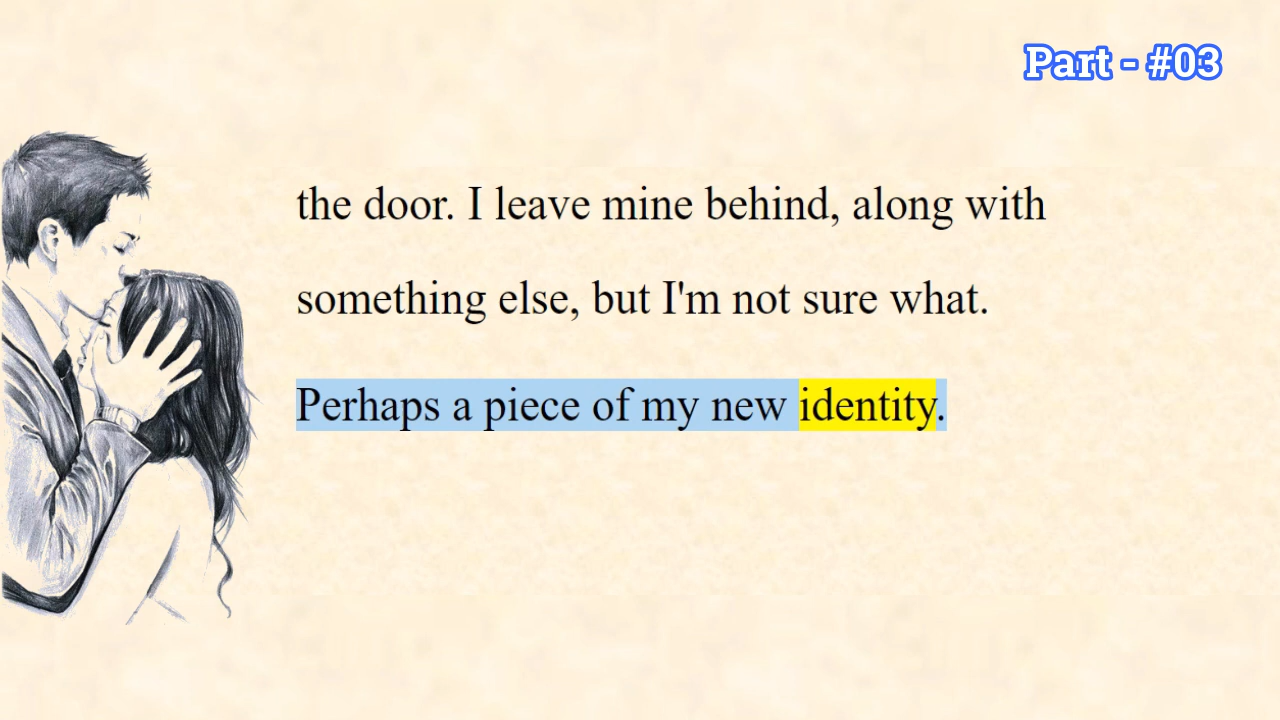 Part - #03
the door. I leave mine behind, along with
something else, but I'm not sure what.
Perhaps a piece of my new identity.